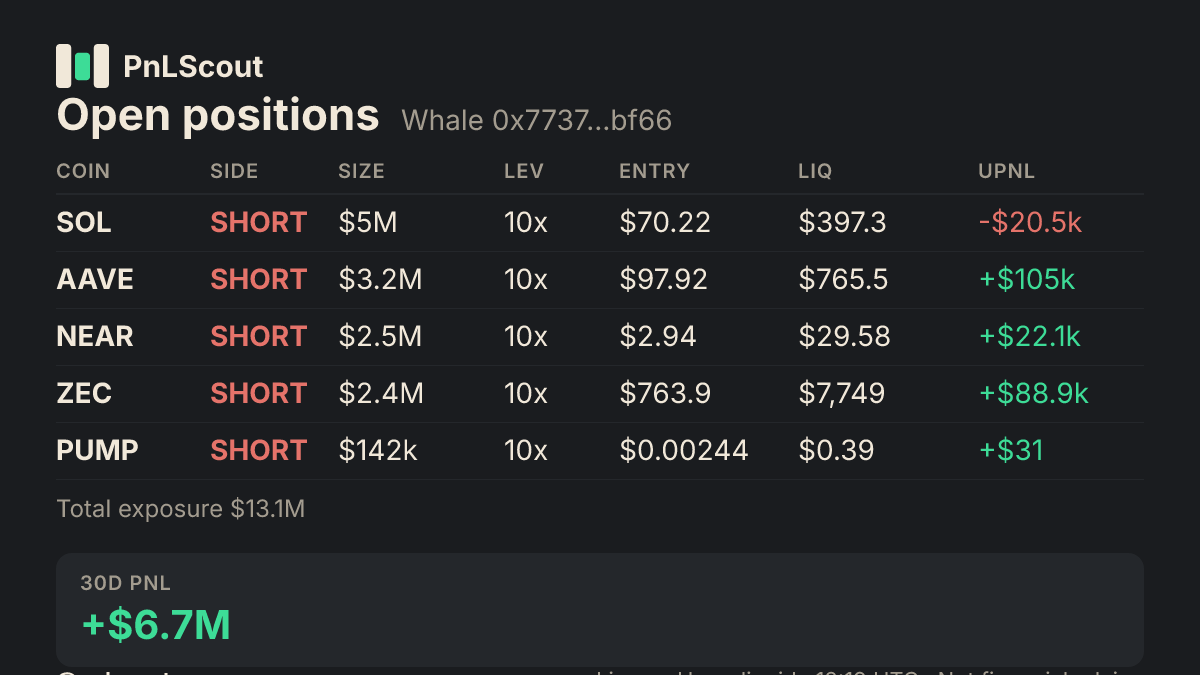 PnLScout
Open positions Whale 0x7737...bf66
COIN SIDE SIZE LEV ENTRY LIQ UPNL
SOL SHORT $5M 10x $70.22 $397.3 -$20.5k
AAVE SHORT $3.2M 10x $97.92 $765.5 +$105k
NEAR SHORT $2.5M 10x $2.94 $29.58 +$22.1k
ZEC SHORT $2.4M 10x $763.9 $7,749 +$88.9k
PUMP SHORT $142k 10x $0.00244 $0.39 +$31
Total exposure $13.1M
30D PNL
+$6.7M